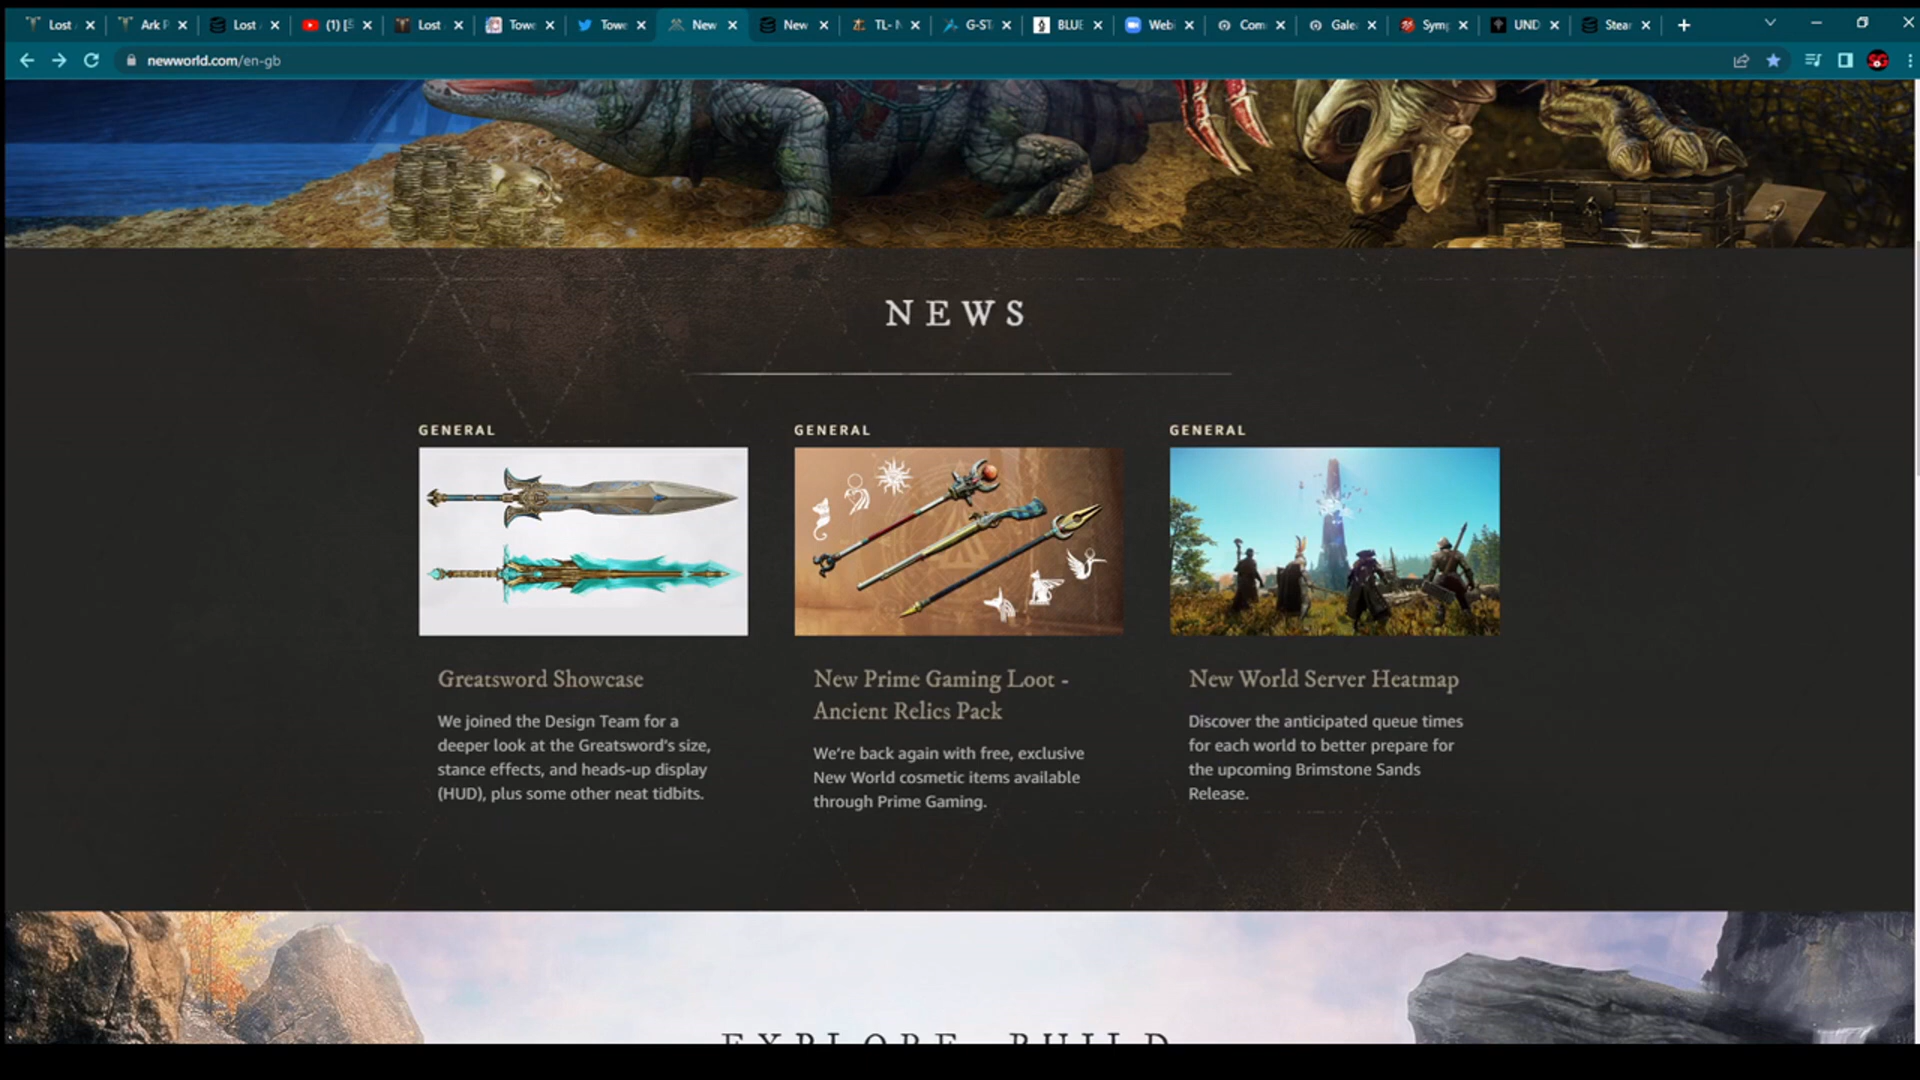 Lost
Ark P
Lost
(1) [
Lost
Towe
Towe
New
New
TL- N
G-ST
BLUE
Web
Com
Gale
Sym
UND
Stea
newworld.com/en-gb
NEWS
GENERAL
GENERAL
GENERAL
Greatsword Showcase
We joined the Design Team for a
deeper look at the Greatsword's size,
stance effects, and heads-up display
(HUD), plus some other neat tidbits.
New Prime Gaming Loot -
Ancient Relics Pack
We're back again with free, exclusive
New World cosmetic items available
through Prime Gaming.
New World Server Heatmap
Discover the anticipated queue times
for each world to better prepare for
the upcoming Brimstone Sands
Release.
EXPLORE BUILD